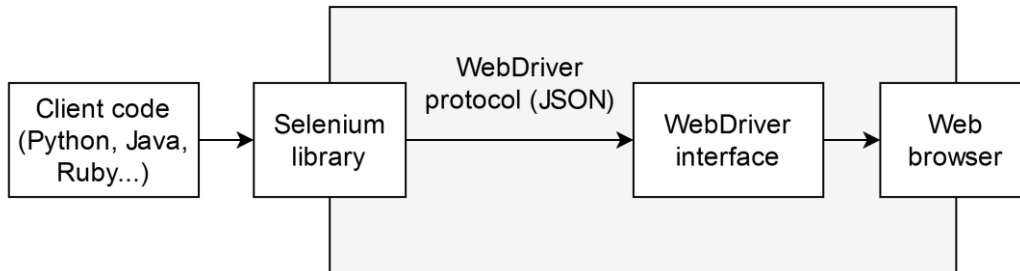 Client code
(Python, Java,
Ruby...)
Selenium
library
WebDriver
protocol (JSON)
WebDriver
interface
Web
browser